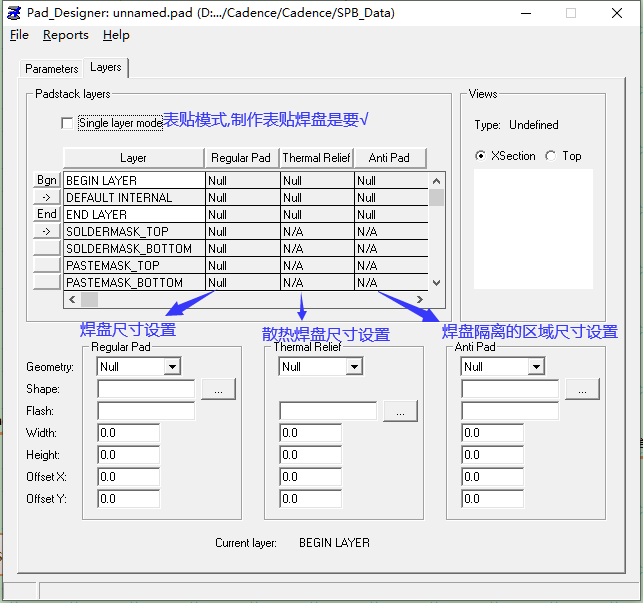 Pad_Designer: unnamed.pad (D:.../Cadence/Cadence/SPB_Data)
File Reports Help
Parameters Layers
Padstack layers
Single layer mode 表贴模式,制作表贴焊盘是要√
Layer Regular Pad Thermal Relief Anti Pad
Bgn BEGIN LAYER Null Null Null
-> DEFAULT INTERNAL Null Null Null
End END LAYER Null Null Null
-> SOLDERMASK_TOP Null N/A N/A
SOLDERMASK_BOTTOM Null N/A N/A
PASTEMASK_TOP Null N/A N/A
PASTEMASK_BOTTOM Null N/A N/A
Views
Type: Undefined
XSection Top
焊盘尺寸设置 散热焊盘尺寸设置 焊盘隔离的区域尺寸设置
Regular Pad Thermal Relief Anti Pad
Geometry: Null Null Null
Shape: ... ...
Flash: ...
Width: 0.0 0.0 0.0
Height: 0.0 0.0 0.0
Offset X: 0.0 0.0 0.0
Offset Y: 0.0 0.0 0.0
Current layer: BEGIN LAYER